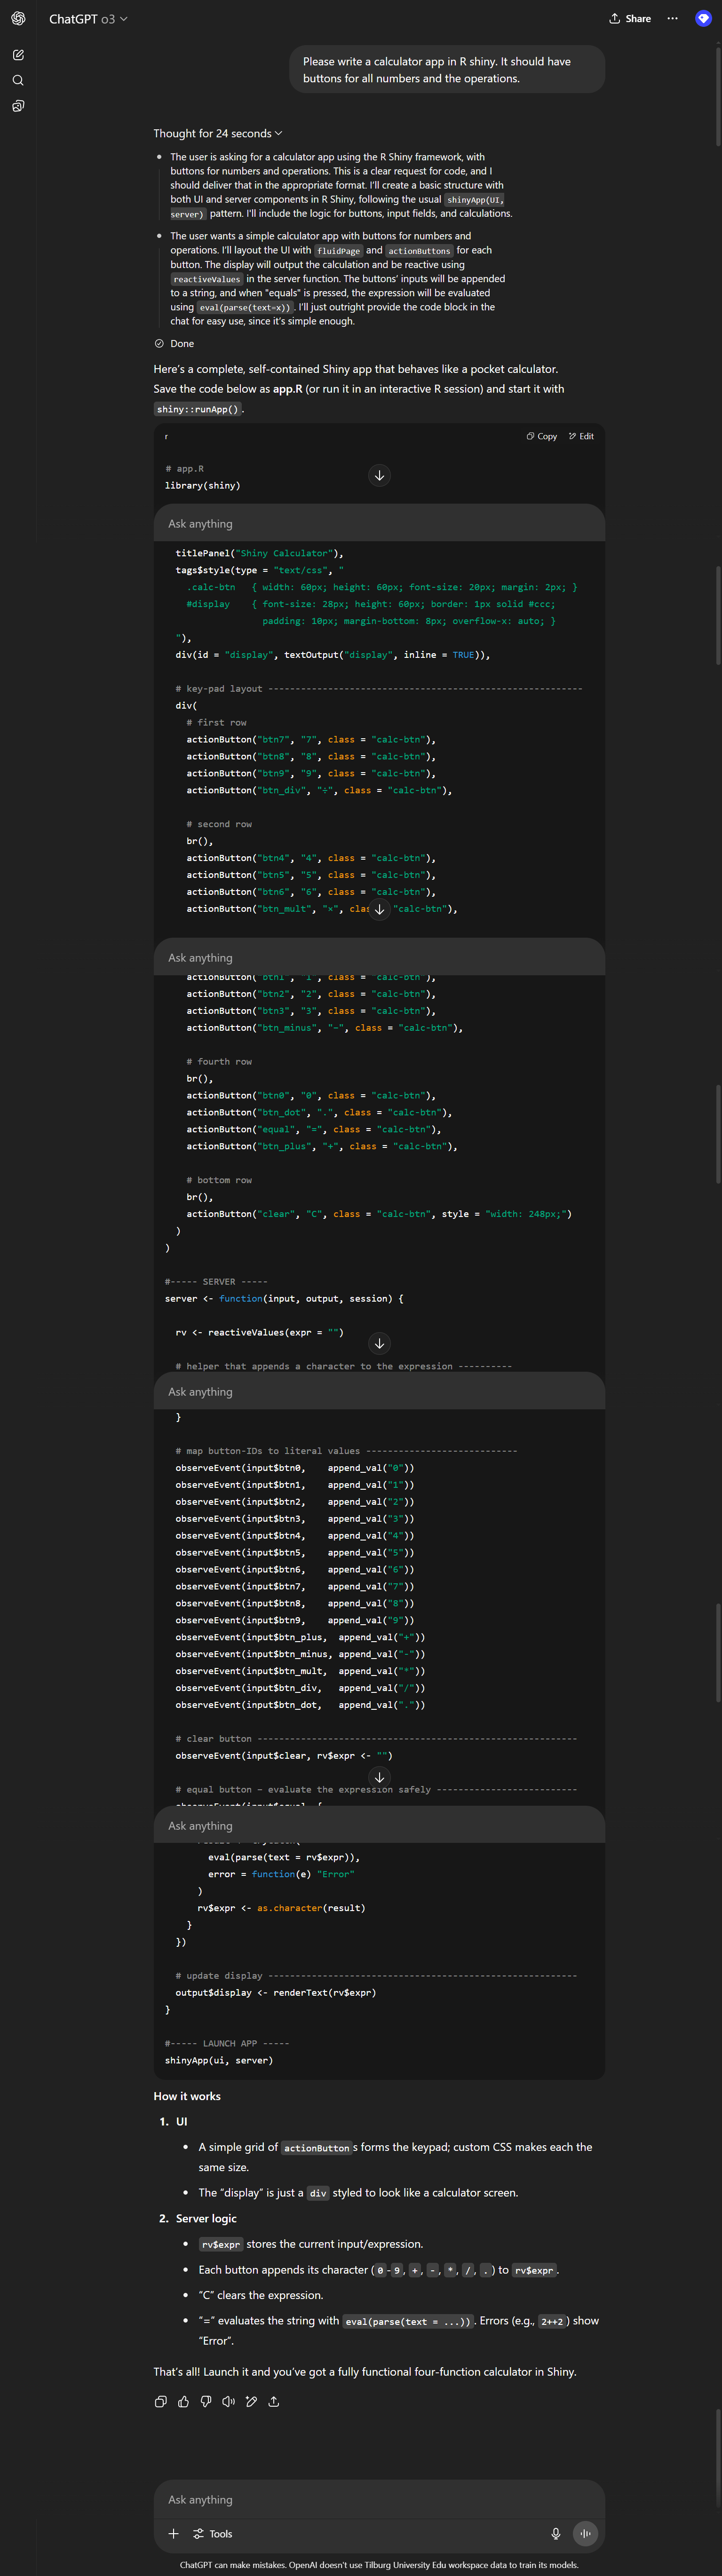 ChatGPT o3
Share
Please write a calculator app in R shiny. It should have
buttons for all numbers and the operations.
Thought for 24 seconds
The user is asking for a calculator app using the R Shiny framework, with
buttons for numbers and operations. This is a clear request for code, and I
should deliver that in the appropriate format. I'll create a basic structure with
both UI and server components in R Shiny, following the usual shinyApp(UI,
server) pattern. I'll include the logic for buttons, input fields, and calculations.
The user wants a simple calculator app with buttons for numbers and
operations. I'll layout the UI with fluidPage and actionButtons for each
button. The display will output the calculation and be reactive using
reactiveValues in the server function. The buttons' inputs will be appended
to a string, and when "equals" is pressed, the expression will be evaluated
using eval(parse(text=x)). I'll just outright provide the code block in the
chat for easy use, since it's simple enough.
Done
Here's a complete, self-contained Shiny app that behaves like a pocket calculator.
Save the code below as app.R (or run it in an interactive R session) and start it with
shiny::runApp().
r
Copy
Edit
# app.R
library(shiny)
Ask anything
titlePanel("Shiny Calculator"),
tags$style(type = "text/css", "
.calc-btn { width: 60px; height: 60px; font-size: 20px; margin: 2px; }
#display { font-size: 28px; height: 60px; border: 1px solid #ccc;
padding: 10px; margin-bottom: 8px; overflow-x: auto; }
"),
div(id = "display", textOutput("display", inline = TRUE)),
# key-pad layout ----------------------------------------------------------
div(
# first row
actionButton("btn7", "7", class = "calc-btn"),
actionButton("btn8", "8", class = "calc-btn"),
actionButton("btn9", "9", class = "calc-btn"),
actionButton("btn_div", "÷", class = "calc-btn"),
# second row
br(),
actionButton("btn4", "4", class = "calc-btn"),
actionButton("btn5", "5", class = "calc-btn"),
actionButton("btn6", "6", class = "calc-btn"),
actionButton("btn_mult", "×", clas "calc-btn"),
Ask anything
actionButton("btn1", "1", class = "calc-btn"),
actionButton("btn2", "2", class = "calc-btn"),
actionButton("btn3", "3", class = "calc-btn"),
actionButton("btn_minus", "−", class = "calc-btn"),
# fourth row
br(),
actionButton("btn0", "0", class = "calc-btn"),
actionButton("btn_dot", ".", class = "calc-btn"),
actionButton("equal", "=", class = "calc-btn"),
actionButton("btn_plus", "+", class = "calc-btn"),
# bottom row
br(),
actionButton("clear", "C", class = "calc-btn", style = "width: 248px;")
)
)
#----- SERVER -----
server <- function(input, output, session) {
rv <- reactiveValues(expr = "")
# helper that appends a character to the expression ----------
Ask anything
}
# map button-IDs to literal values ----------------------------
observeEvent(input$btn0, append_val("0"))
observeEvent(input$btn1, append_val("1"))
observeEvent(input$btn2, append_val("2"))
observeEvent(input$btn3, append_val("3"))
observeEvent(input$btn4, append_val("4"))
observeEvent(input$btn5, append_val("5"))
observeEvent(input$btn6, append_val("6"))
observeEvent(input$btn7, append_val("7"))
observeEvent(input$btn8, append_val("8"))
observeEvent(input$btn9, append_val("9"))
observeEvent(input$btn_plus, append_val("+"))
observeEvent(input$btn_minus, append_val("-"))
observeEvent(input$btn_mult, append_val("*"))
observeEvent(input$btn_div, append_val("/"))
observeEvent(input$btn_dot, append_val("."))
# clear button -----------------------------------------------------------
observeEvent(input$clear, rv$expr <- "")
# equal button – evaluate the expression safely --------------------------
Ask anything
eval(parse(text = rv$expr)),
error = function(e) "Error"
)
rv$expr <- as.character(result)
}
})
# update display ---------------------------------------------------------
output$display <- renderText(rv$expr)
}
#----- LAUNCH APP -----
shinyApp(ui, server)
How it works
1. UI
A simple grid of actionButtons forms the keypad; custom CSS makes each the
same size.
The "display" is just a div styled to look like a calculator screen.
2. Server logic
rv$expr stores the current input/expression.
Each button appends its character (0-9, +, -, *, /, .) to rv$expr.
"C" clears the expression.
"=" evaluates the string with eval(parse(text = ...)). Errors (e.g., 2++2) show
"Error".
That's all! Launch it and you've got a fully functional four-function calculator in Shiny.
Ask anything
Tools
ChatGPT can make mistakes. OpenAI doesn't use Tilburg University Edu workspace data to train its models.